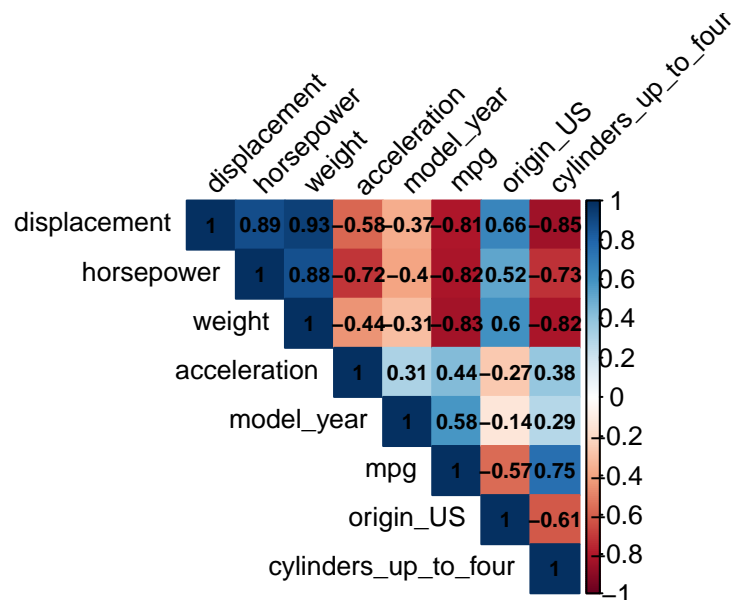 displacement
horsepower
weight
acceleration
model_year
mpg
origin_US
cylinders_up_to_four
displacement 1 0.89 0.93 −0.58 −0.37 −0.81 0.66 −0.85
horsepower 1 0.88 −0.72 −0.4 −0.82 0.52 −0.73
weight 1 −0.44 −0.31 −0.83 0.6 −0.82
acceleration 1 0.31 0.44 −0.27 0.38
model_year 1 0.58 −0.14 0.29
mpg 1 −0.57 0.75
origin_US 1 −0.61
cylinders_up_to_four 1
1
0.8
0.6
0.4
0.2
0
−0.2
−0.4
−0.6
−0.8
−1